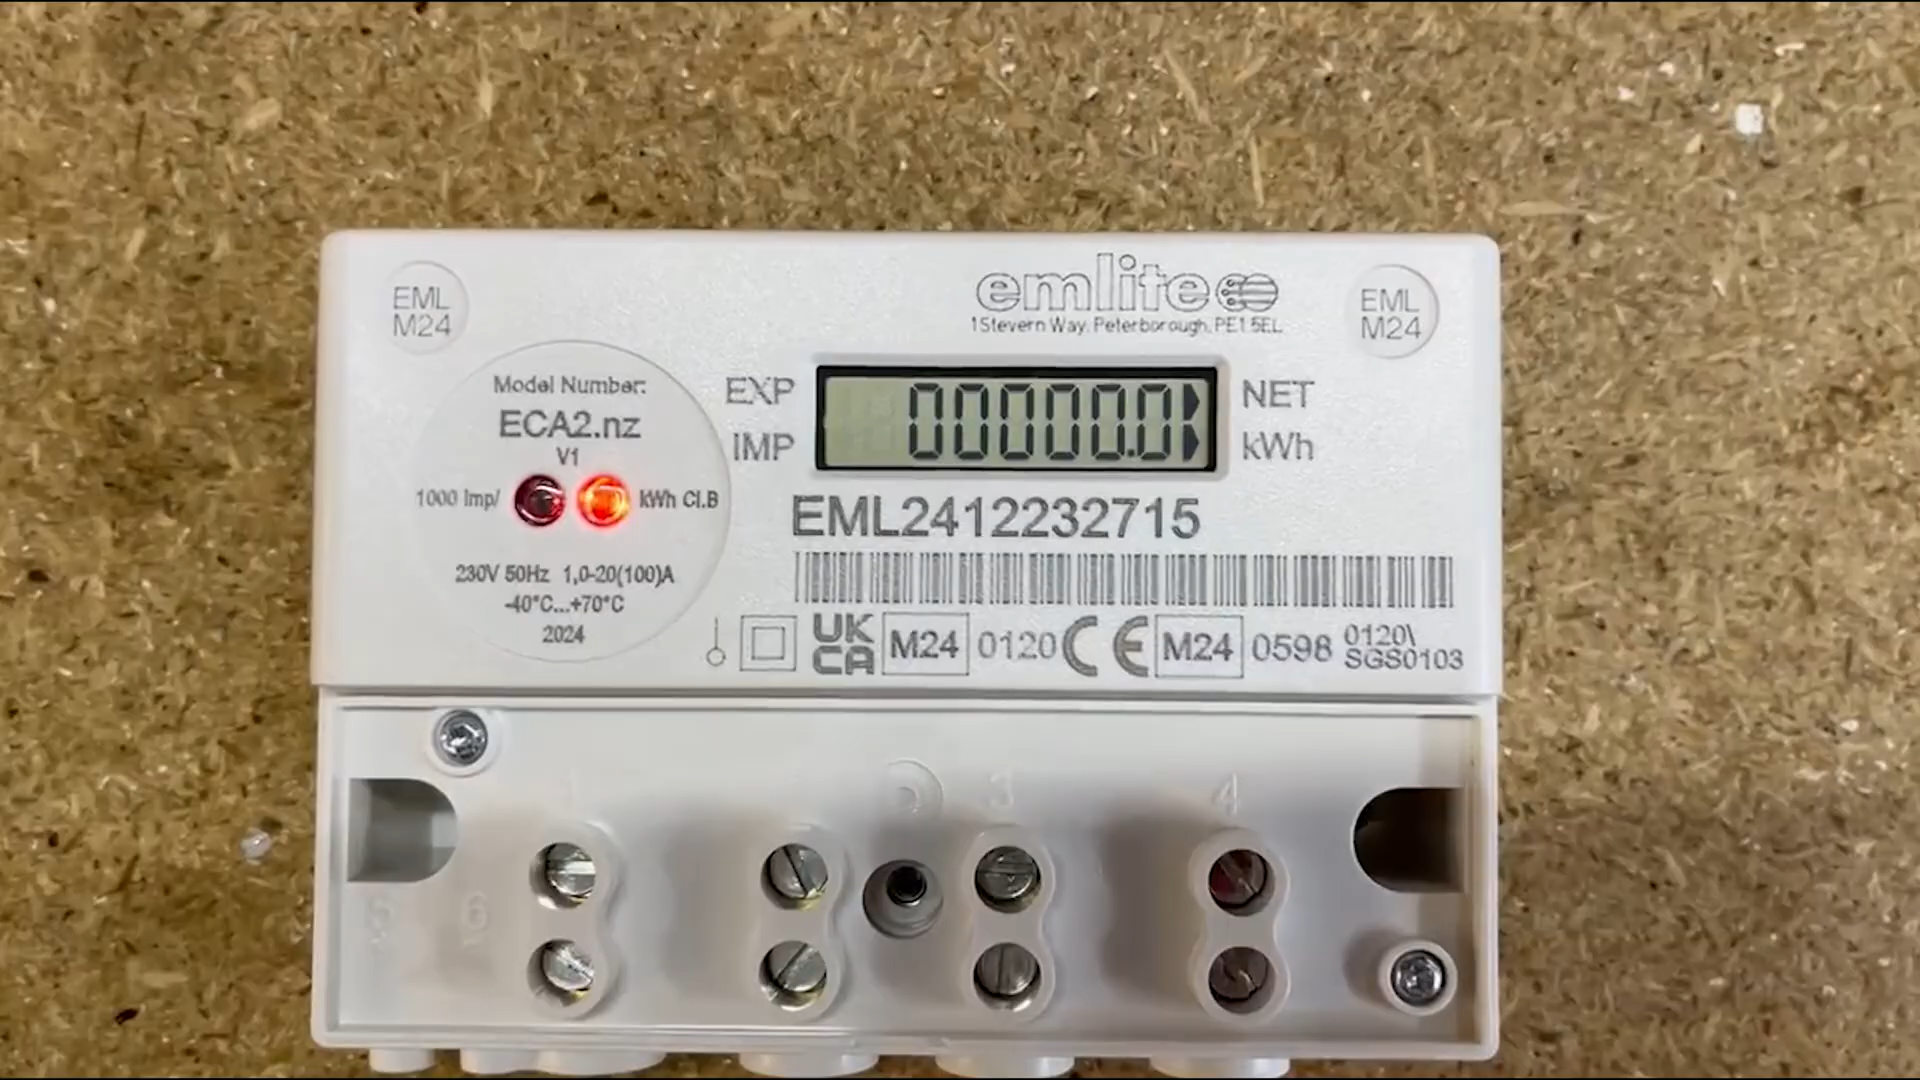 EML
M24
emlite
1 Stevern Way, Peterborough, PE1 5EL
EML
M24
Model Number:
ECA2.nz
V1
1000 Imp/ kWh Cl.B
230V 50Hz 1,0-20(100)A
-40°C...+70°C
2024
EXP 00000.0 NET
IMP kWh
EML2412232715
UK
CA M24 0120 CE M24 0598 0120\
SGS0103
1 3 4
5 6